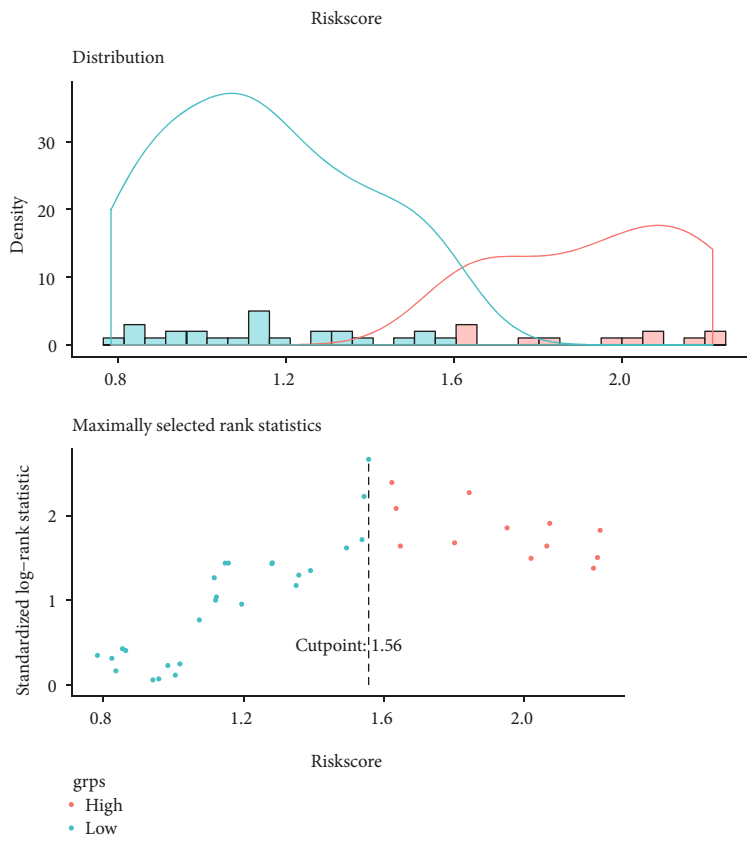 Riskscore
Distribution
Density
30
20
10
0
0.8 1.2 1.6 2.0
Maximally selected rank statistics
Standardized log–rank statistic
2
1
0
Cutpoint: 1.56
0.8 1.2 1.6 2.0
Riskscore
grps
High
Low